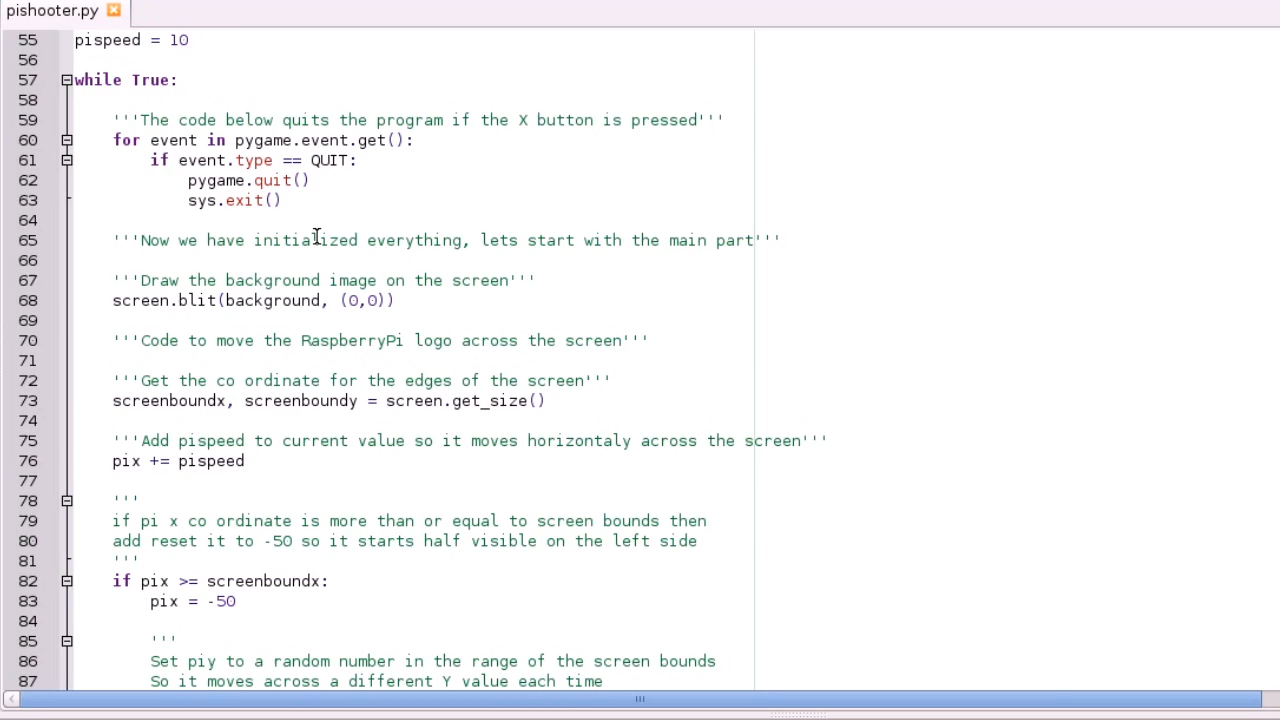 pishooter.py
55 pispeed = 10
56
57 while True:
58
59 '''The code below quits the program if the X button is pressed'''
60 for event in pygame.event.get():
61 if event.type == QUIT:
62 pygame.quit()
63 sys.exit()
64
65 '''Now we have initialized everything, lets start with the main part'''
66
67 '''Draw the background image on the screen'''
68 screen.blit(background, (0,0))
69
70 '''Code to move the RaspberryPi logo across the screen'''
71
72 '''Get the co ordinate for the edges of the screen'''
73 screenboundx, screenboundy = screen.get_size()
74
75 '''Add pispeed to current value so it moves horizontaly across the screen'''
76 pix += pispeed
77
78 '''
79 if pi x co ordinate is more than or equal to screen bounds then
80 add reset it to -50 so it starts half visible on the left side
81 '''
82 if pix >= screenboundx:
83 pix = -50
84
85 '''
86 Set piy to a random number in the range of the screen bounds
87 So it moves across a different Y value each time